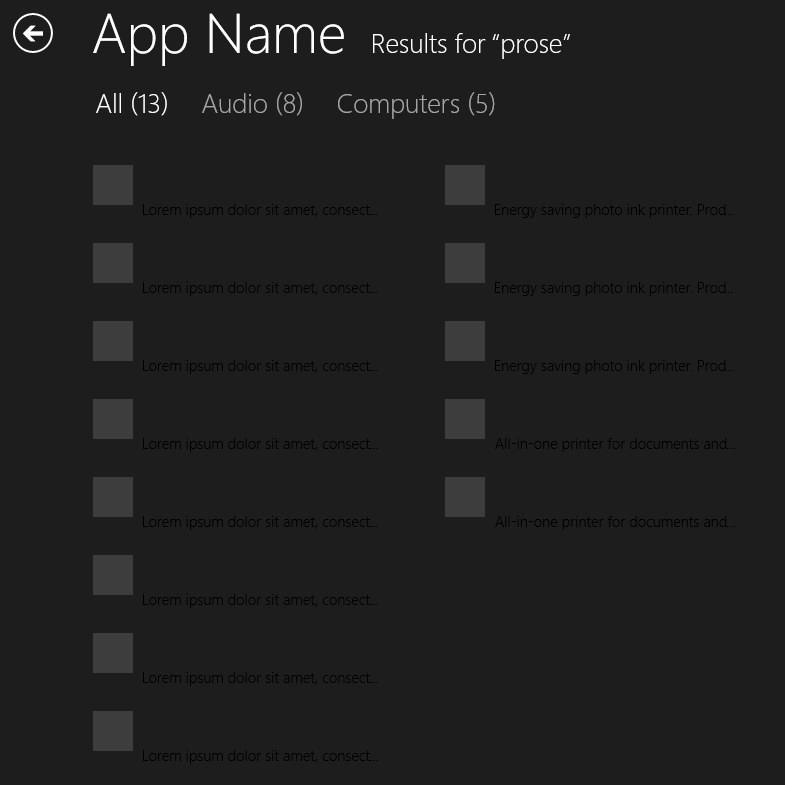 App Name Results for “prose”
All (13) Audio (8) Computers (5)
Lorem ipsum dolor sit amet, consect...
Lorem ipsum dolor sit amet, consect...
Lorem ipsum dolor sit amet, consect...
Lorem ipsum dolor sit amet, consect...
Lorem ipsum dolor sit amet, consect...
Lorem ipsum dolor sit amet, consect...
Lorem ipsum dolor sit amet, consect...
Lorem ipsum dolor sit amet, consect...
Energy saving photo ink printer. Prod...
Energy saving photo ink printer. Prod...
Energy saving photo ink printer. Prod...
All-in-one printer for documents and...
All-in-one printer for documents and...